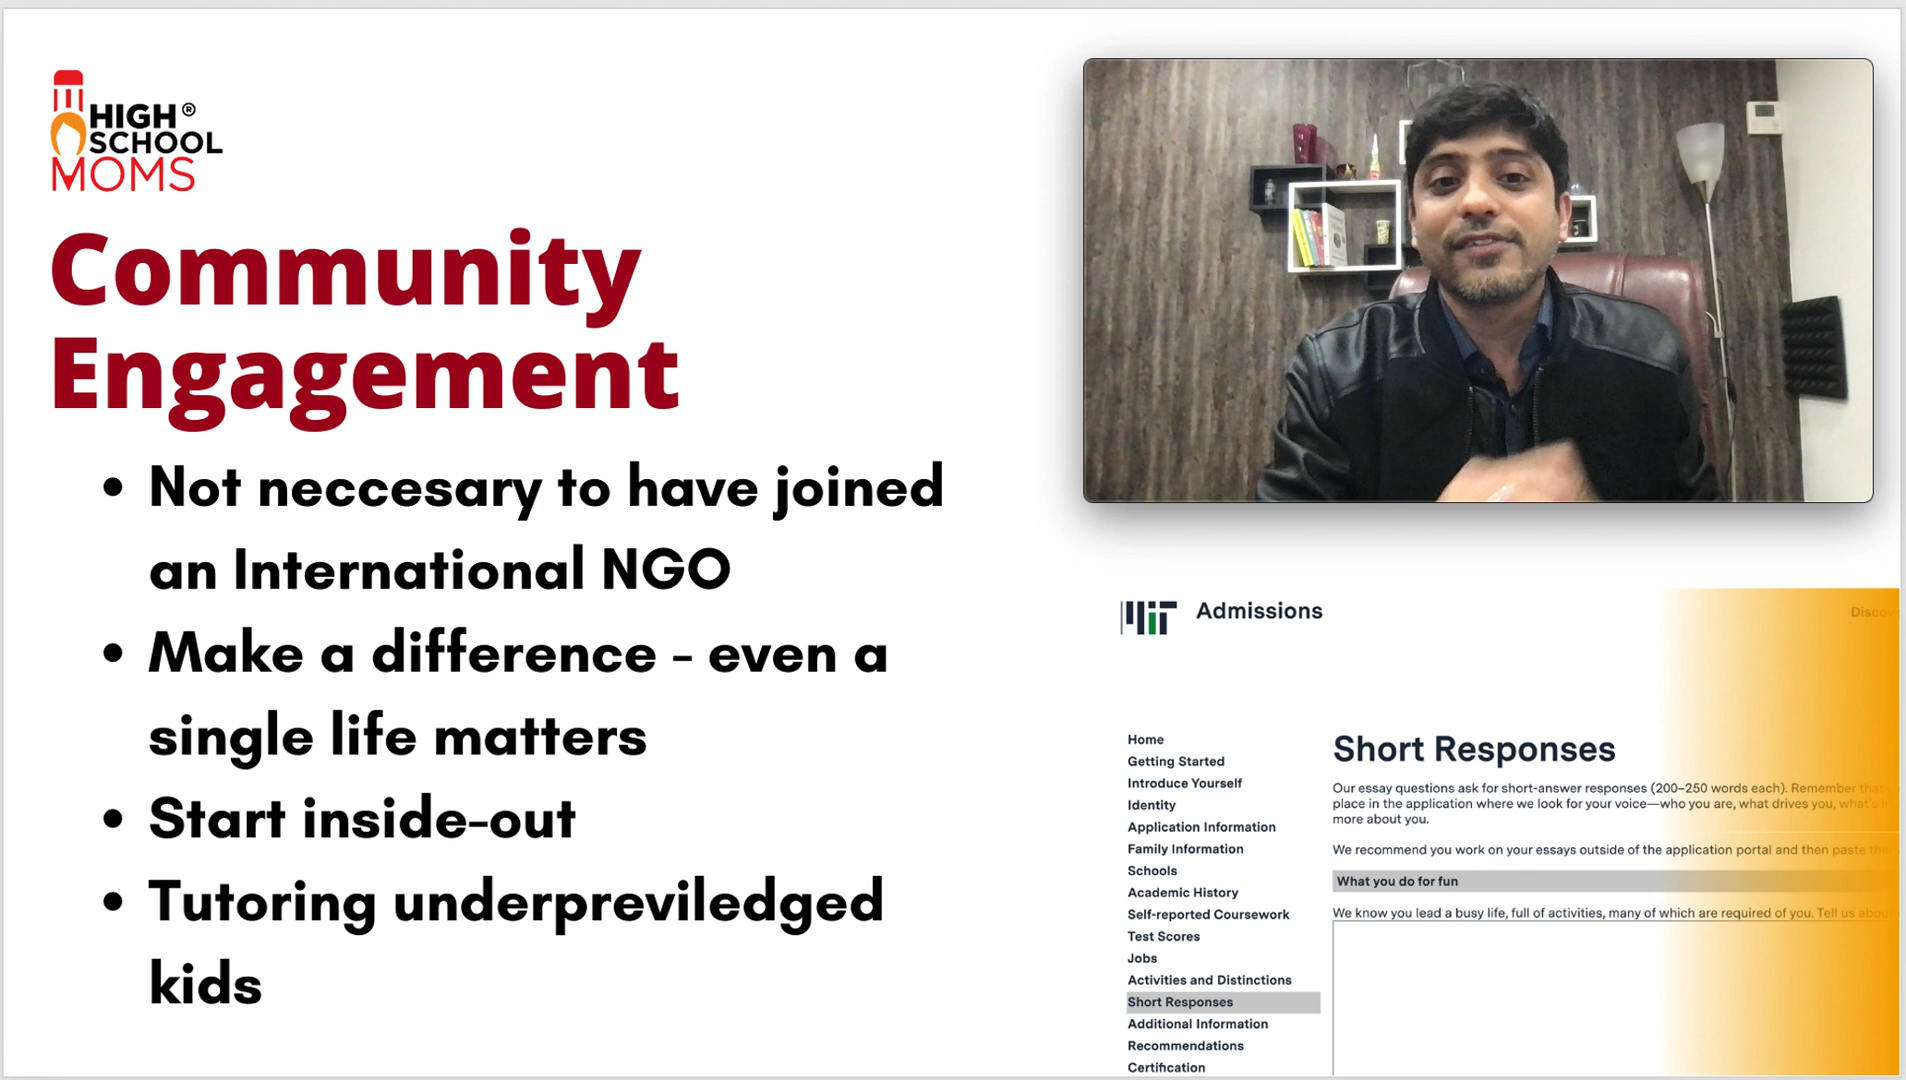 HIGH®
SCHOOL
MOMS
Community
Engagement
• Not neccesary to have joined
an International NGO
• Make a difference - even a
single life matters
• Start inside-out
• Tutoring underpreviledged
kids
MIT Admissions
Home
Getting Started
Introduce Yourself
Identity
Application Information
Family Information
Schools
Academic History
Self-reported Coursework
Test Scores
Jobs
Activities and Distinctions
Short Responses
Additional Information
Recommendations
Certification
Short Responses
Our essay questions ask for short-answer responses (200–250 words each). Remember that
place in the application where we look for your voice—who you are, what drives you, what's
more about you.
We recommend you work on your essays outside of the application portal and then paste
What you do for fun
We know you lead a busy life, full of activities, many of which are required of you. Tell us